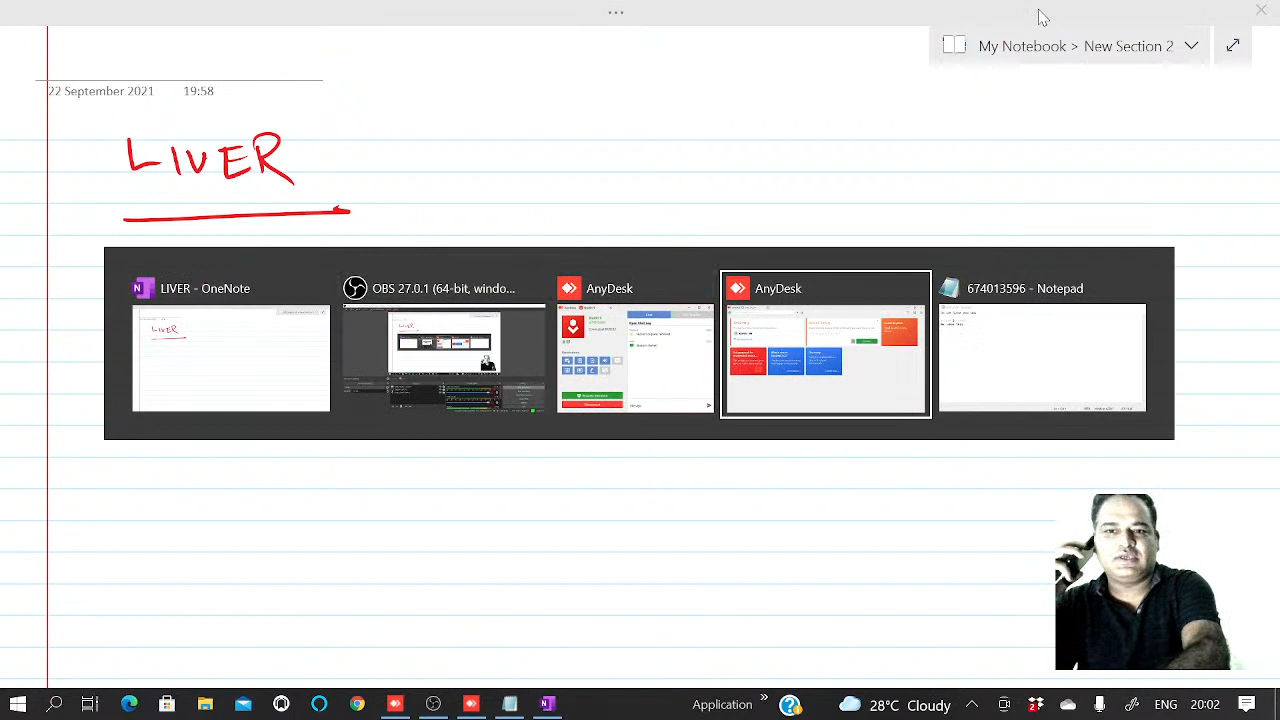 My Notebook > New Section 2
22 September 2021 19:58
LIVER
LIVER - OneNote
OBS 27.0.1 (64-bit, windo...
AnyDesk
AnyDesk
674013596 - Notepad
Application
28°C Cloudy
20:02